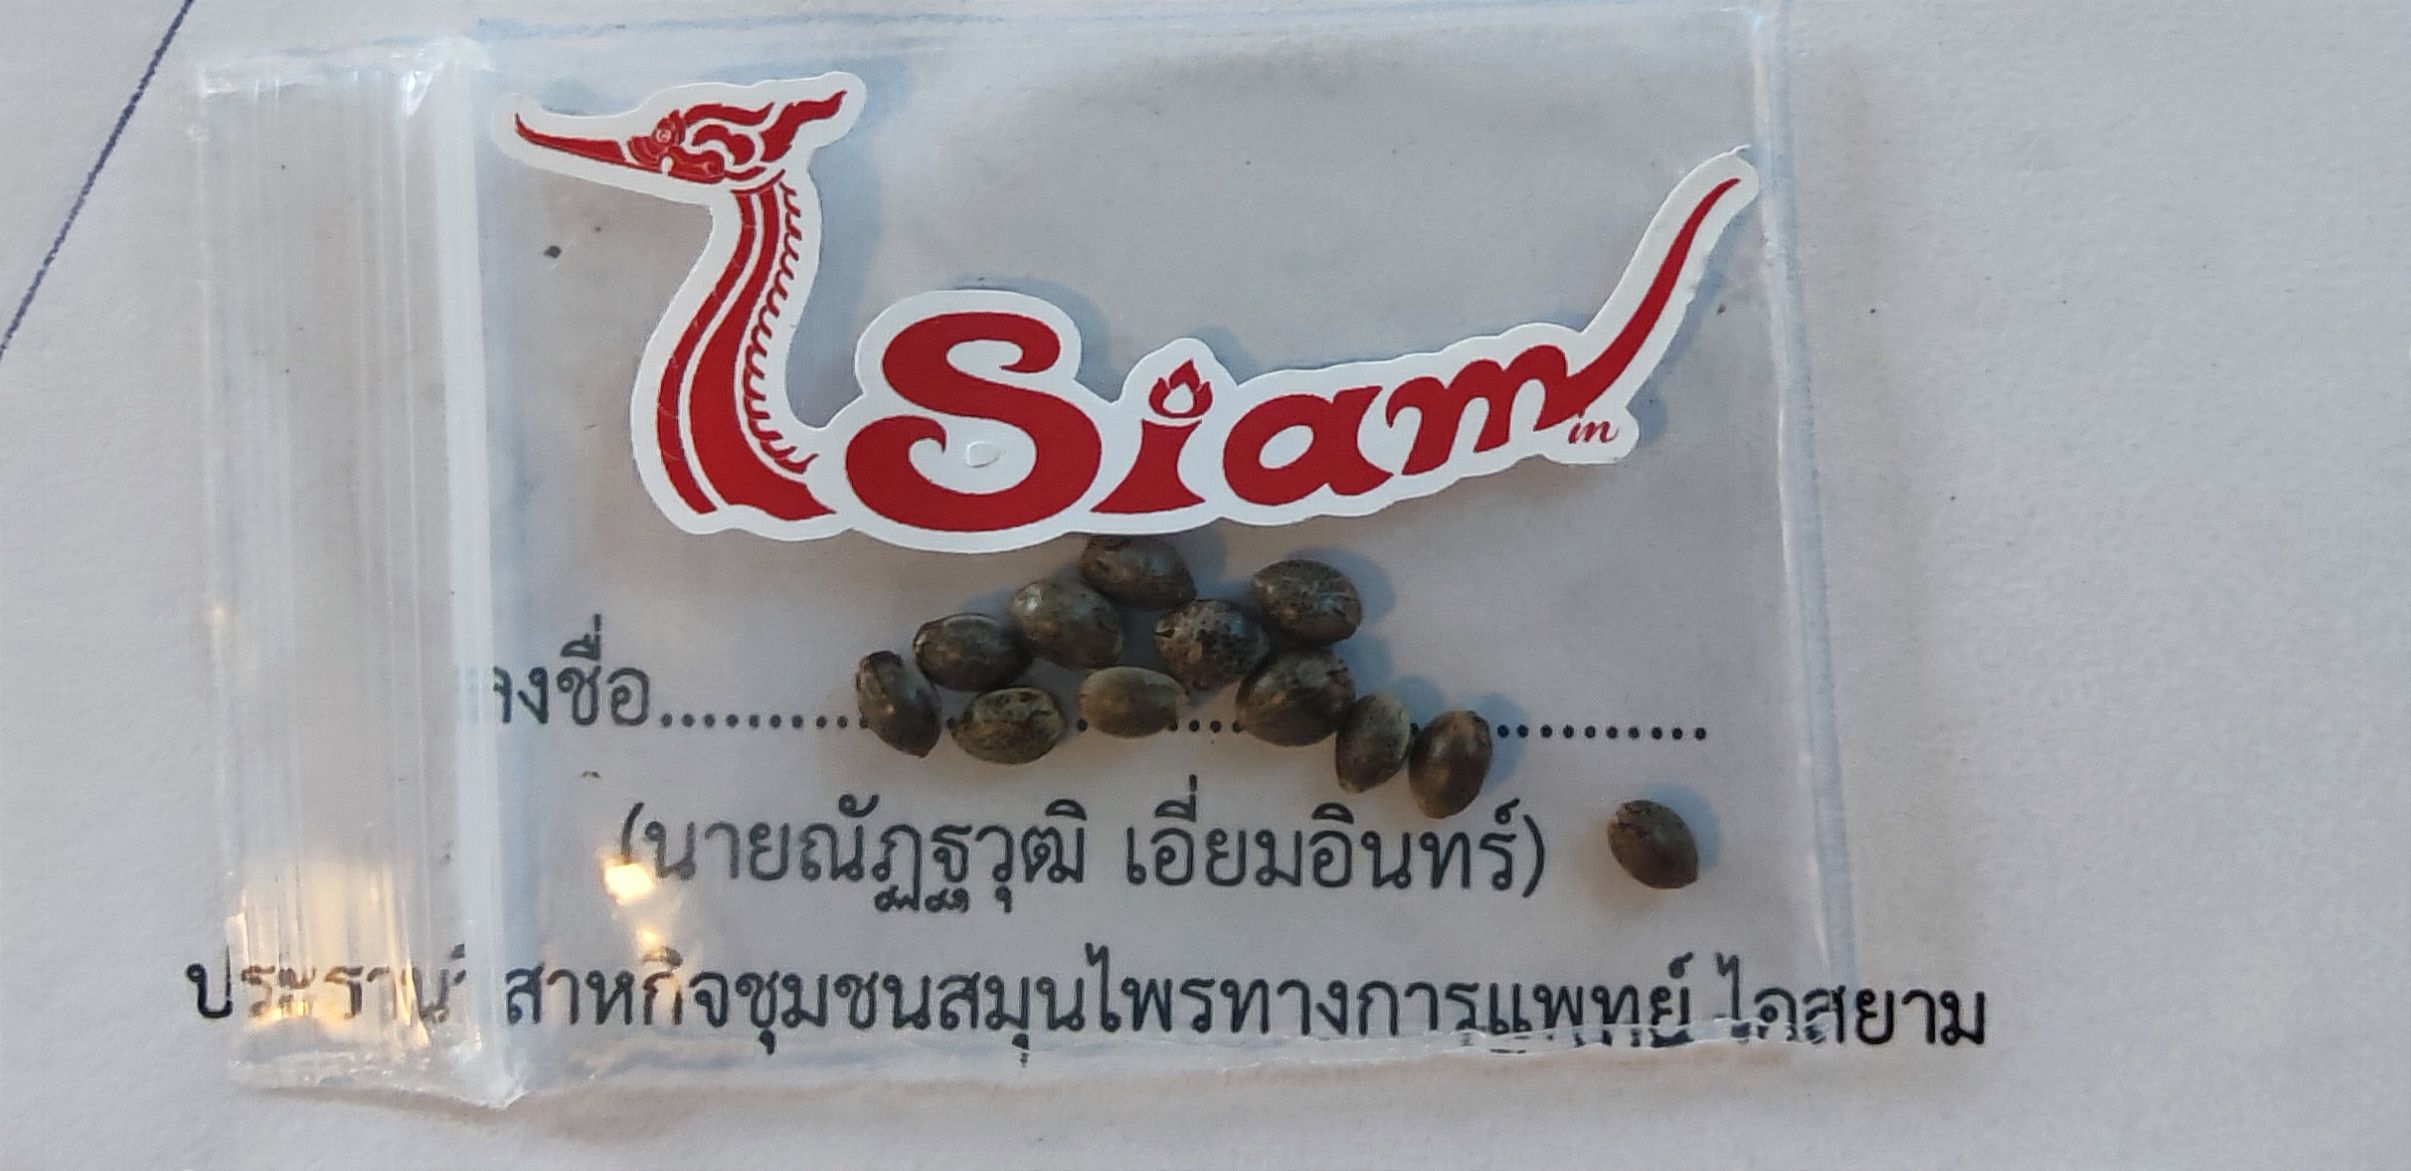 Siam
in
งชื่อ....................................
(นายณัฏฐวุฒิ เอี่ยมอินทร์)
ประธานวิสาหกิจชุมชนสมุนไพรทางการแพทย์ ไอสยาม